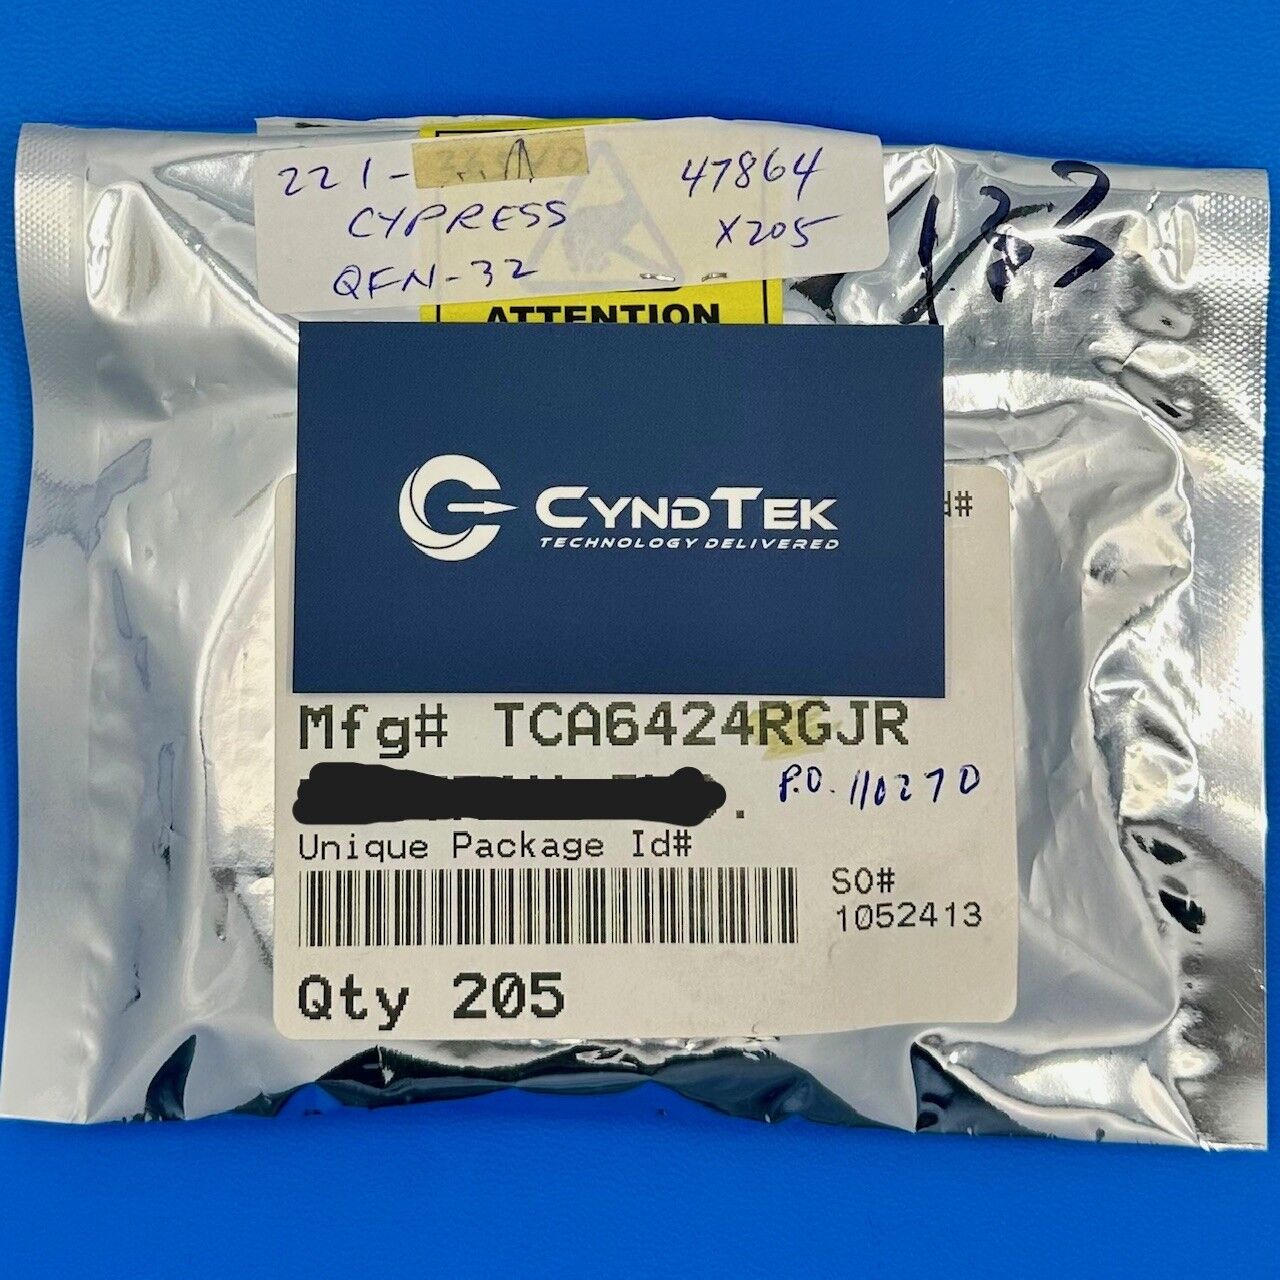 221-
CYPRESS
QFN-32
47864
X205
ATTENTION
d#
CYNDTEK
TECHNOLOGY DELIVERED
Mfg# TCA6424RGJR
P.O. 110270
Unique Package Id#
SO#
1052413
Qty 205